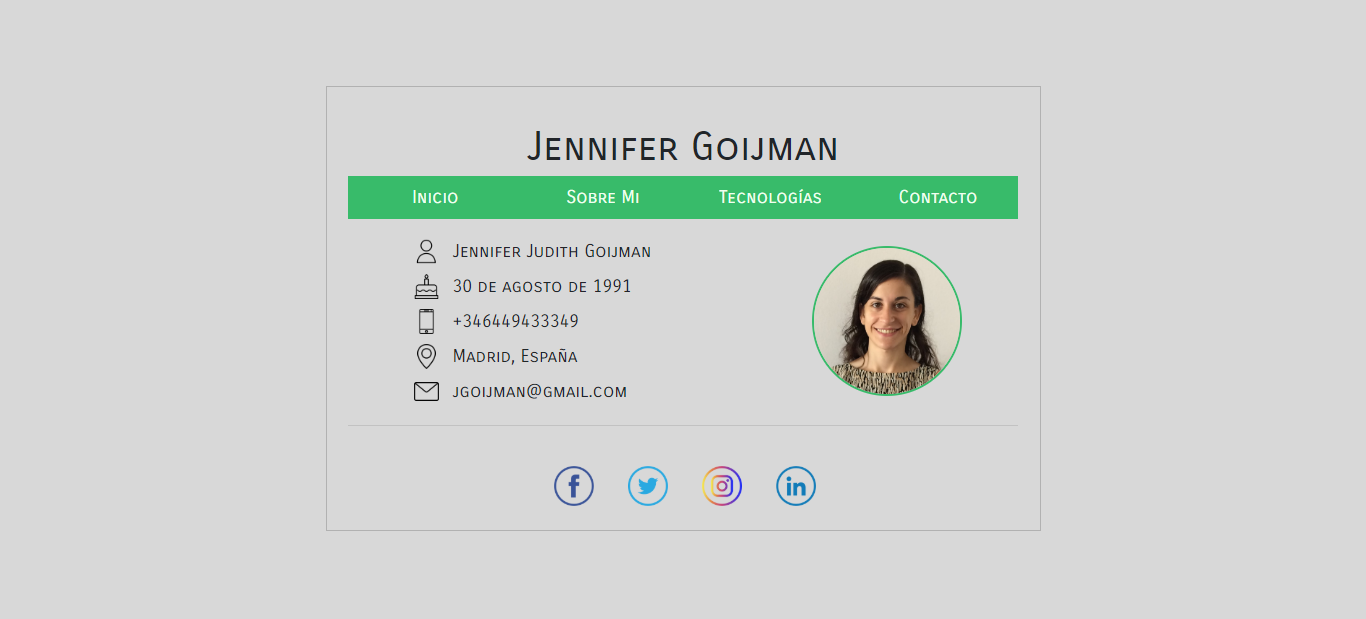 Jennifer Goijman
Inicio Sobre Mi Tecnologías Contacto
Jennifer Judith Goijman
30 de agosto de 1991
+346449433349
Madrid, España
jgoijman@gmail.com